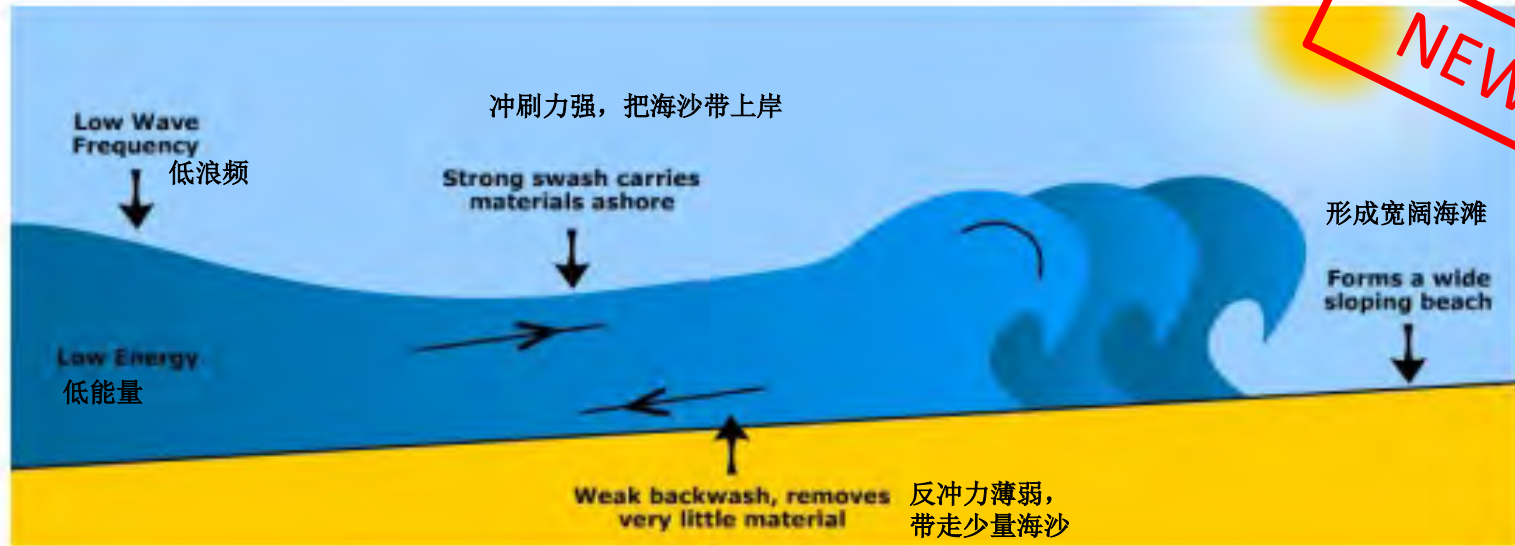 NEW
冲刷力强，把海沙带上岸
Low Wave
Frequency
低浪频
Strong swash carries
materials ashore
形成宽阔海滩
Forms a wide
sloping beach
Low Energy
低能量
Weak backwash, removes
very little material
反冲力薄弱，
带走少量海沙